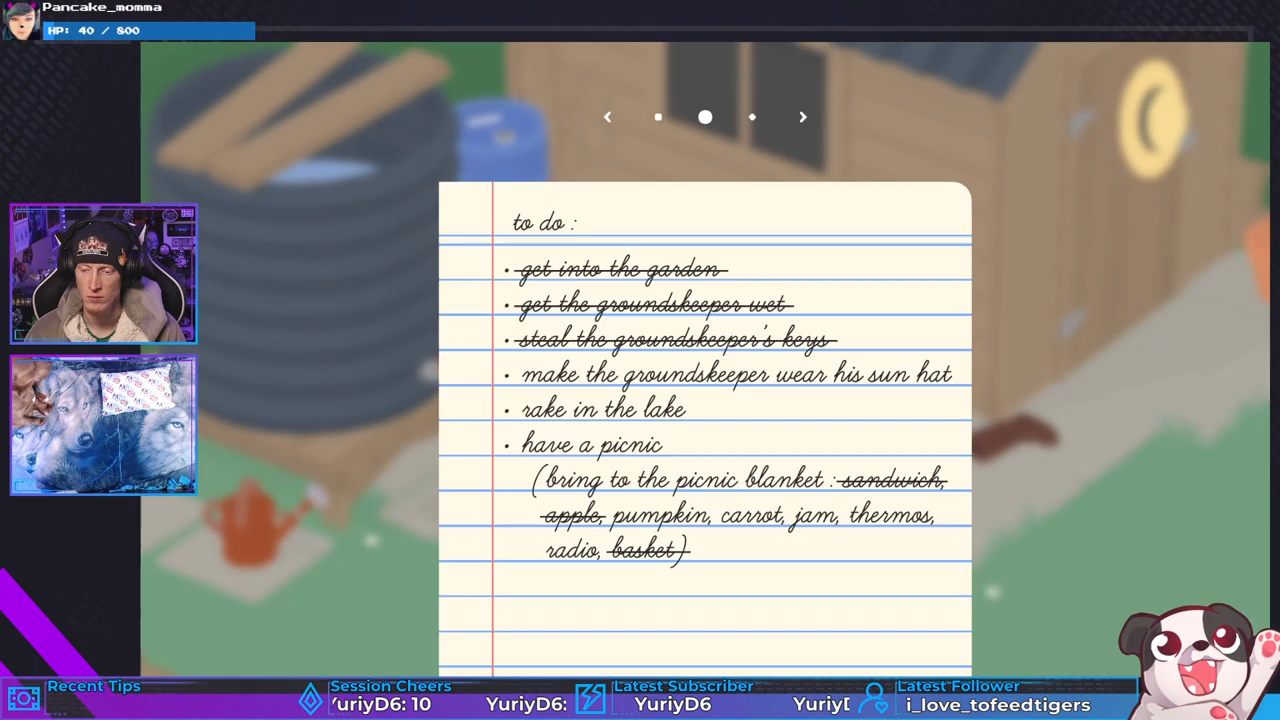 Pancake_momma
HP: 40 / 800
to do :
• get into the garden
• get the groundskeeper wet
• steal the groundskeeper's keys
• make the groundskeeper wear his sun hat
• rake in the lake
• have a picnic
(bring to the picnic blanket : sandwich,
apple, pumpkin, carrot, jam, thermos,
radio, basket)
Recent Tips
Session Cheers
'uriyD6: 10 YuriyD6:
Latest Subscriber
YuriyD6 YuriyD
Latest Follower
i_love_tofeedtigers